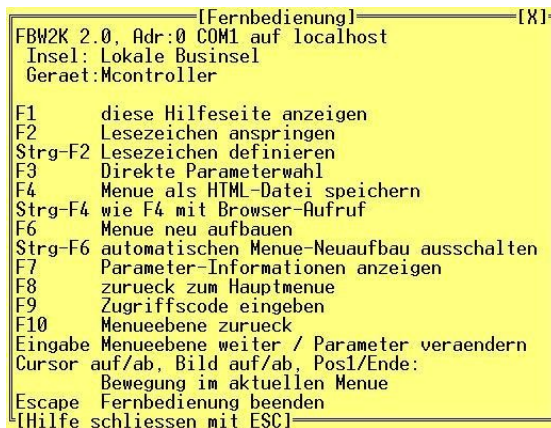 [Fernbedienung] [X]
FBW2K 2.0, Adr:0 COM1 auf localhost
Insel: Lokale Businsel
Geraet:Mcontroller
F1 diese Hilfeseite anzeigen
F2 Lesezeichen anspringen
Strg-F2 Lesezeichen definieren
F3 Direkte Parameterwahl
F4 Menue als HTML-Datei speichern
Strg-F4 wie F4 mit Browser-Aufruf
F6 Menue neu aufbauen
Strg-F6 automatischen Menue-Neuaufbau ausschalten
F7 Parameter-Informationen anzeigen
F8 zurueck zum Hauptmenue
F9 Zugriffscode eingeben
F10 Menueebene zurueck
Eingabe Menueebene weiter / Parameter veraendern
Cursor auf/ab, Bild auf/ab, Pos1/Ende:
Bewegung im aktuellen Menue
Escape Fernbedienung beenden
[Hilfe schliessen mit ESC]